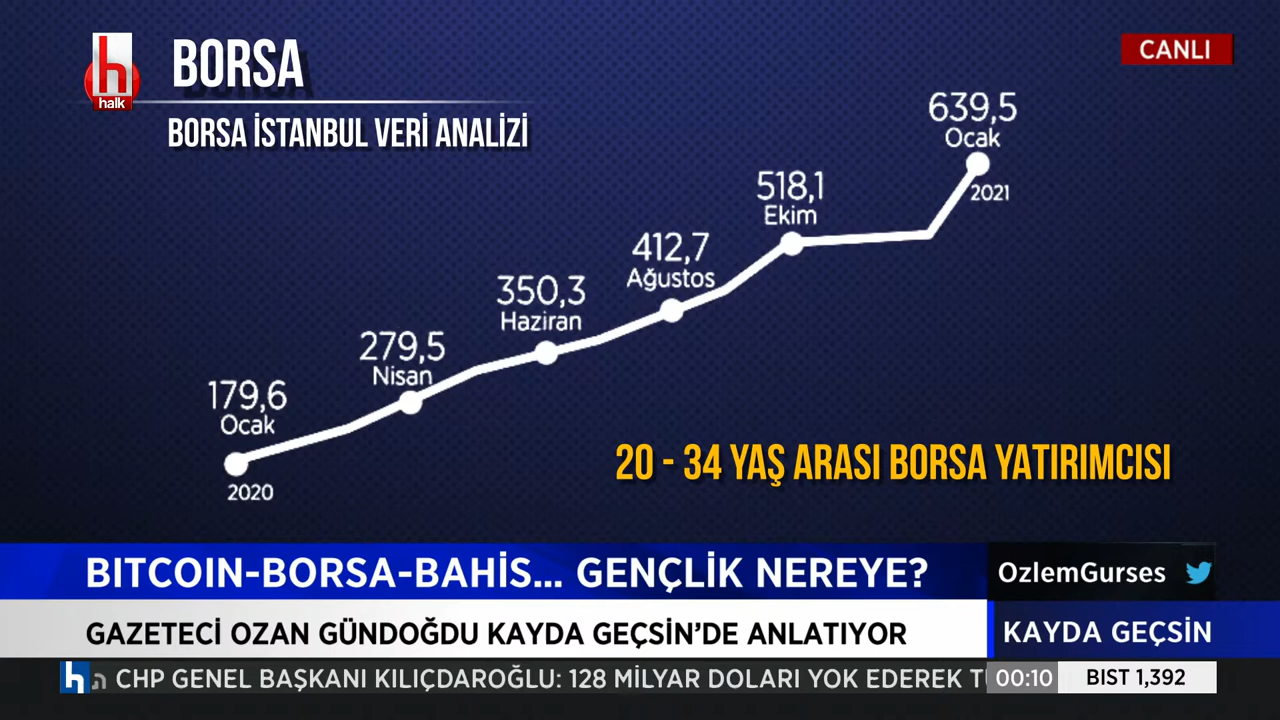 h
halk
BORSA
CANLI
BORSA İSTANBUL VERİ ANALİZİ
639,5
Ocak
2021
518,1
Ekim
412,7
Ağustos
350,3
Haziran
279,5
Nisan
179,6
Ocak
2020
20 - 34 YAŞ ARASI BORSA YATIRIMCISI
BITCOIN-BORSA-BAHİS... GENÇLİK NEREYE?
OzlemGurses
GAZETECİ OZAN GÜNDOĞDU KAYDA GEÇSİN’DE ANLATIYOR
KAYDA GEÇSİN
h CHP GENEL BAŞKANI KILIÇDAROĞLU: 128 MİLYAR DOLARI YOK EDEREK
00:10
BIST 1,392